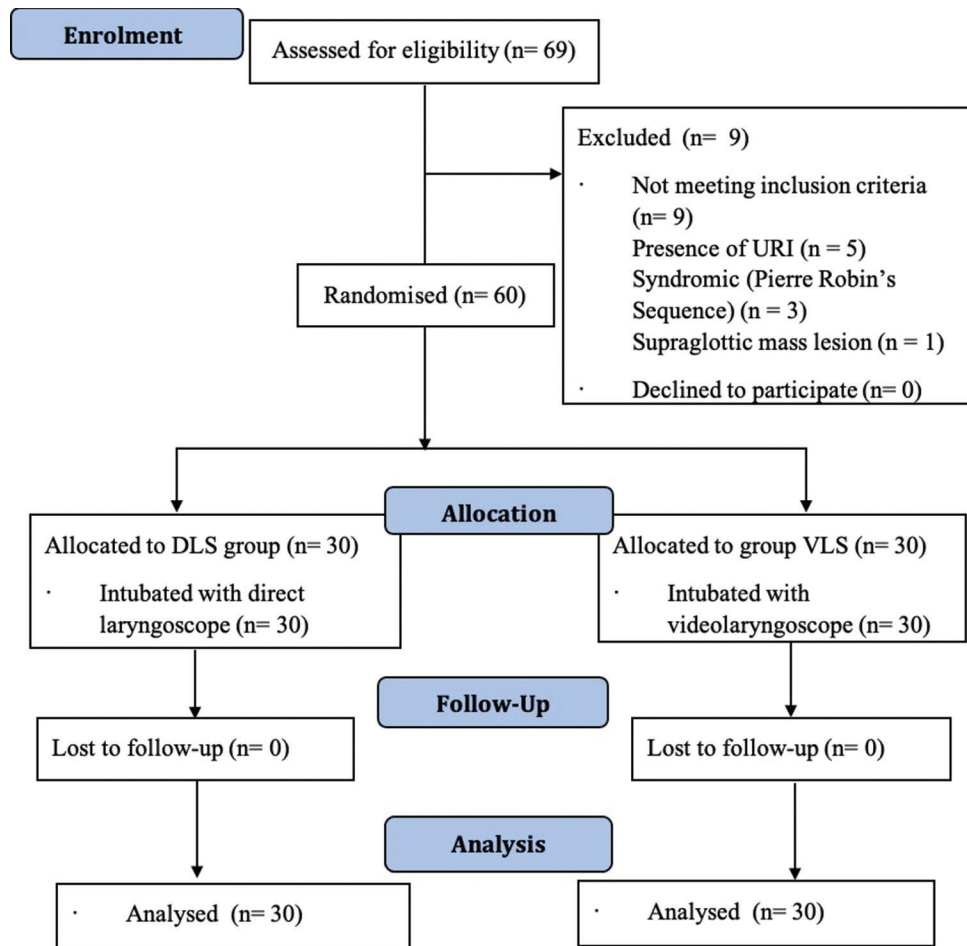 Enrolment
Assessed for eligibility (n= 69)
Excluded (n= 9)
· Not meeting inclusion criteria
(n= 9)
Presence of URI (n = 5)
Syndromic (Pierre Robin's
Sequence) (n = 3)
Supraglottic mass lesion (n = 1)
· Declined to participate (n= 0)
Randomised (n= 60)
Allocation
Allocated to DLS group (n= 30)
· Intubated with direct
laryngoscope (n= 30)
Allocated to group VLS (n= 30)
· Intubated with
videolaryngoscope (n= 30)
Follow-Up
Lost to follow-up (n= 0)
Lost to follow-up (n= 0)
Analysis
· Analysed (n= 30)
· Analysed (n= 30)